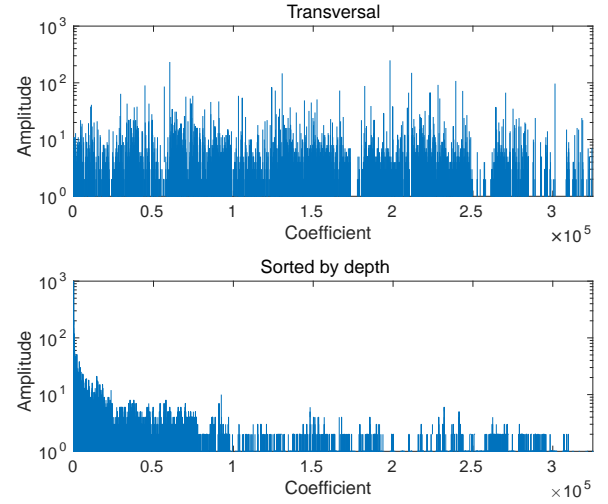 Transversal
10^3
10^2
10^1
10^0
Amplitude
0 0.5 1 1.5 2 2.5 3
Coefficient
×10^5
Sorted by depth
10^3
10^2
10^1
10^0
Amplitude
0 0.5 1 1.5 2 2.5 3
Coefficient
×10^5